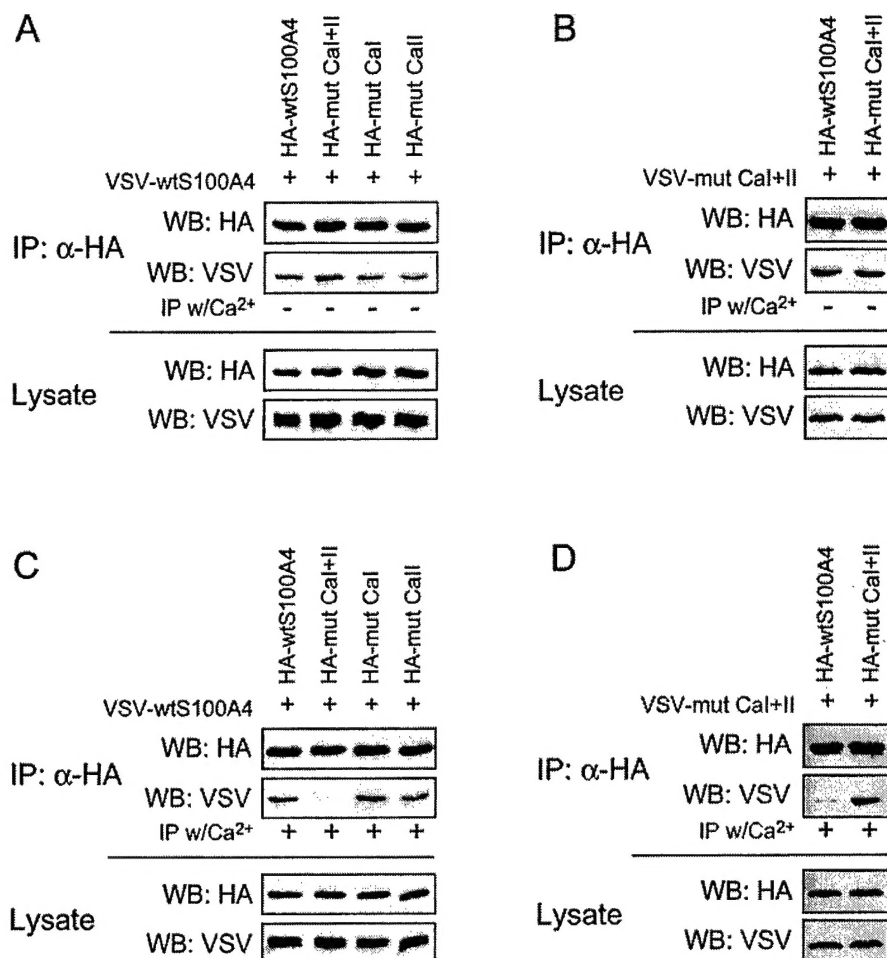 A
HA-wtS100A4
HA-mut CaI+II
HA-mut CaI
HA-mut CaII
VSV-wtS100A4 + + + +
IP: α-HA
WB: HA
WB: VSV
IP w/Ca²⁺ - - - -
Lysate
WB: HA
WB: VSV
B
HA-wtS100A4
HA-mut CaI+II
VSV-mut CaI+II + +
IP: α-HA
WB: HA
WB: VSV
IP w/Ca²⁺ - -
Lysate
WB: HA
WB: VSV
C
HA-wtS100A4
HA-mut CaI+II
HA-mut CaI
HA-mut CaII
VSV-wtS100A4 + + + +
IP: α-HA
WB: HA
WB: VSV
IP w/Ca²⁺ + + + +
Lysate
WB: HA
WB: VSV
D
HA-wtS100A4
HA-mut CaI+II
VSV-mut CaI+II + +
IP: α-HA
WB: HA
WB: VSV
IP w/Ca²⁺ + +
Lysate
WB: HA
WB: VSV